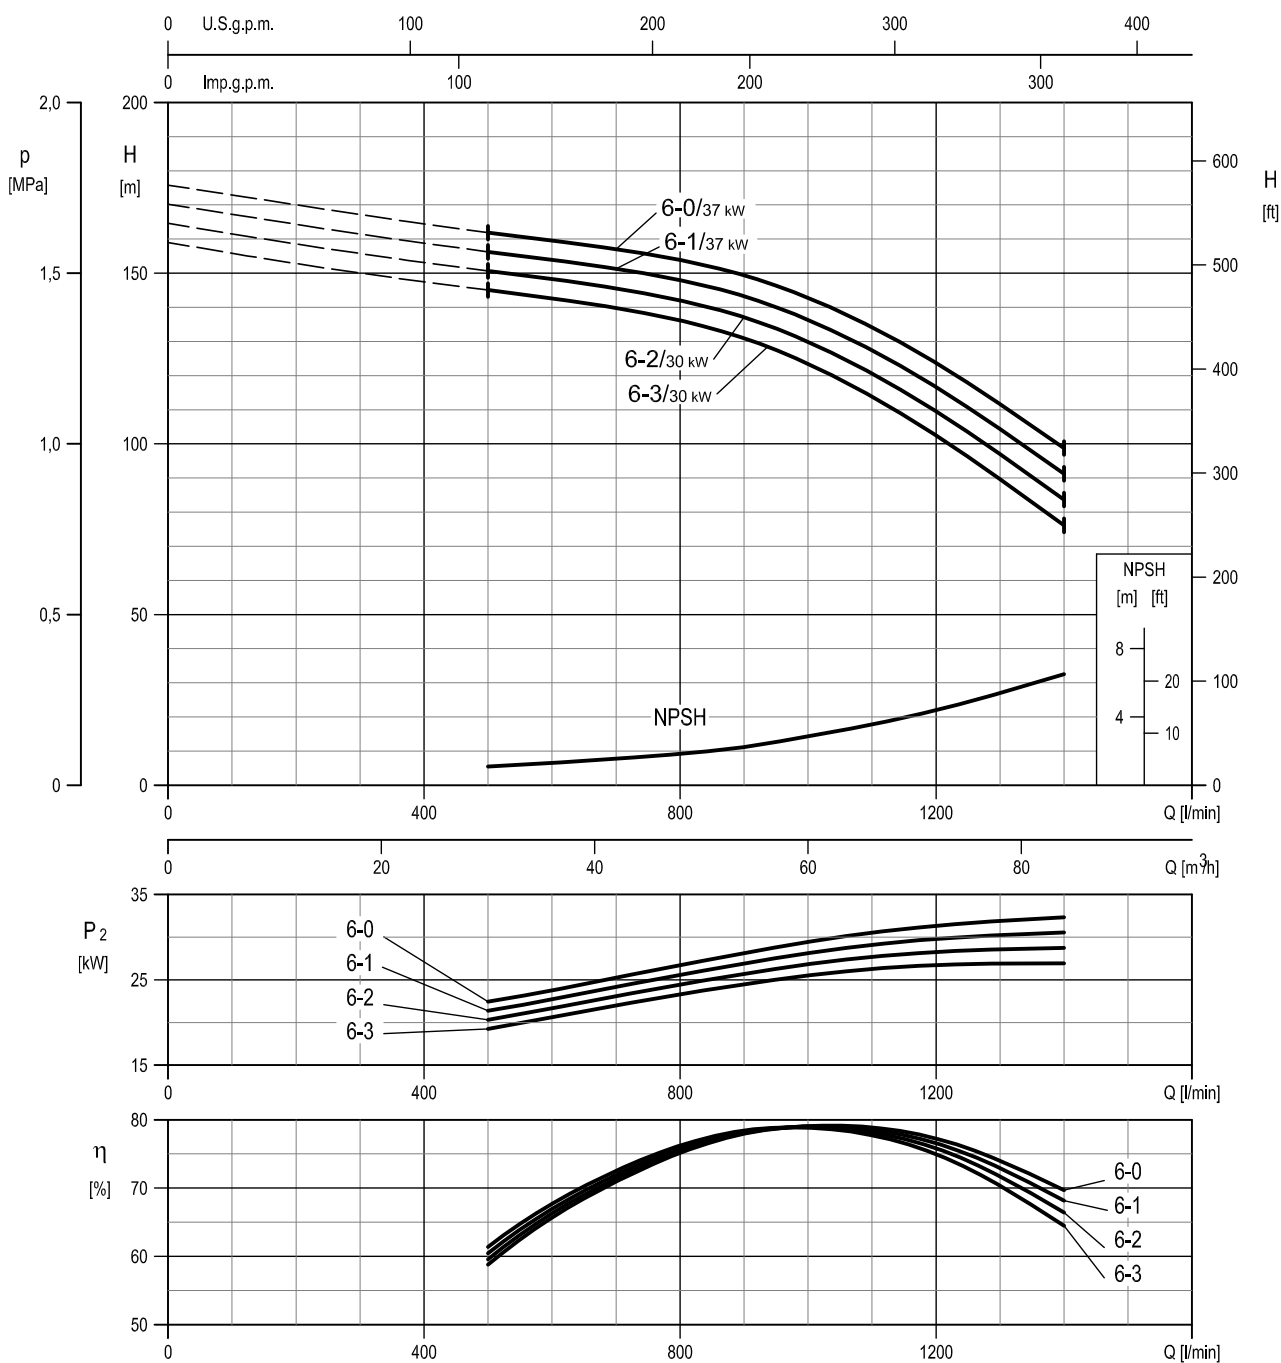 0 U.S.g.p.m. 100 200 300 400
0 Imp.g.p.m. 100 200 300
2,0 200
p H 600 H
[MPa] [m] [ft]
6-0/37 kW
6-1/37 kW
1,5 150 500
6-2/30 kW 400
6-3/30 kW
1,0 100 300
NPSH
200
[m] [ft]
0,5 50
8
20 100
NPSH 4
10
0 0 0
0 400 800 1200 Q [l/min]
0 20 40 60 80 Q [m³/h]
35
P2
[kW]
6-0
6-1
25
6-2
6-3
15
0 400 800 1200 Q [l/min]
80
η
[%]
70
6-0
6-1
6-2
60
6-3
50
0 400 800 1200 Q [l/min]